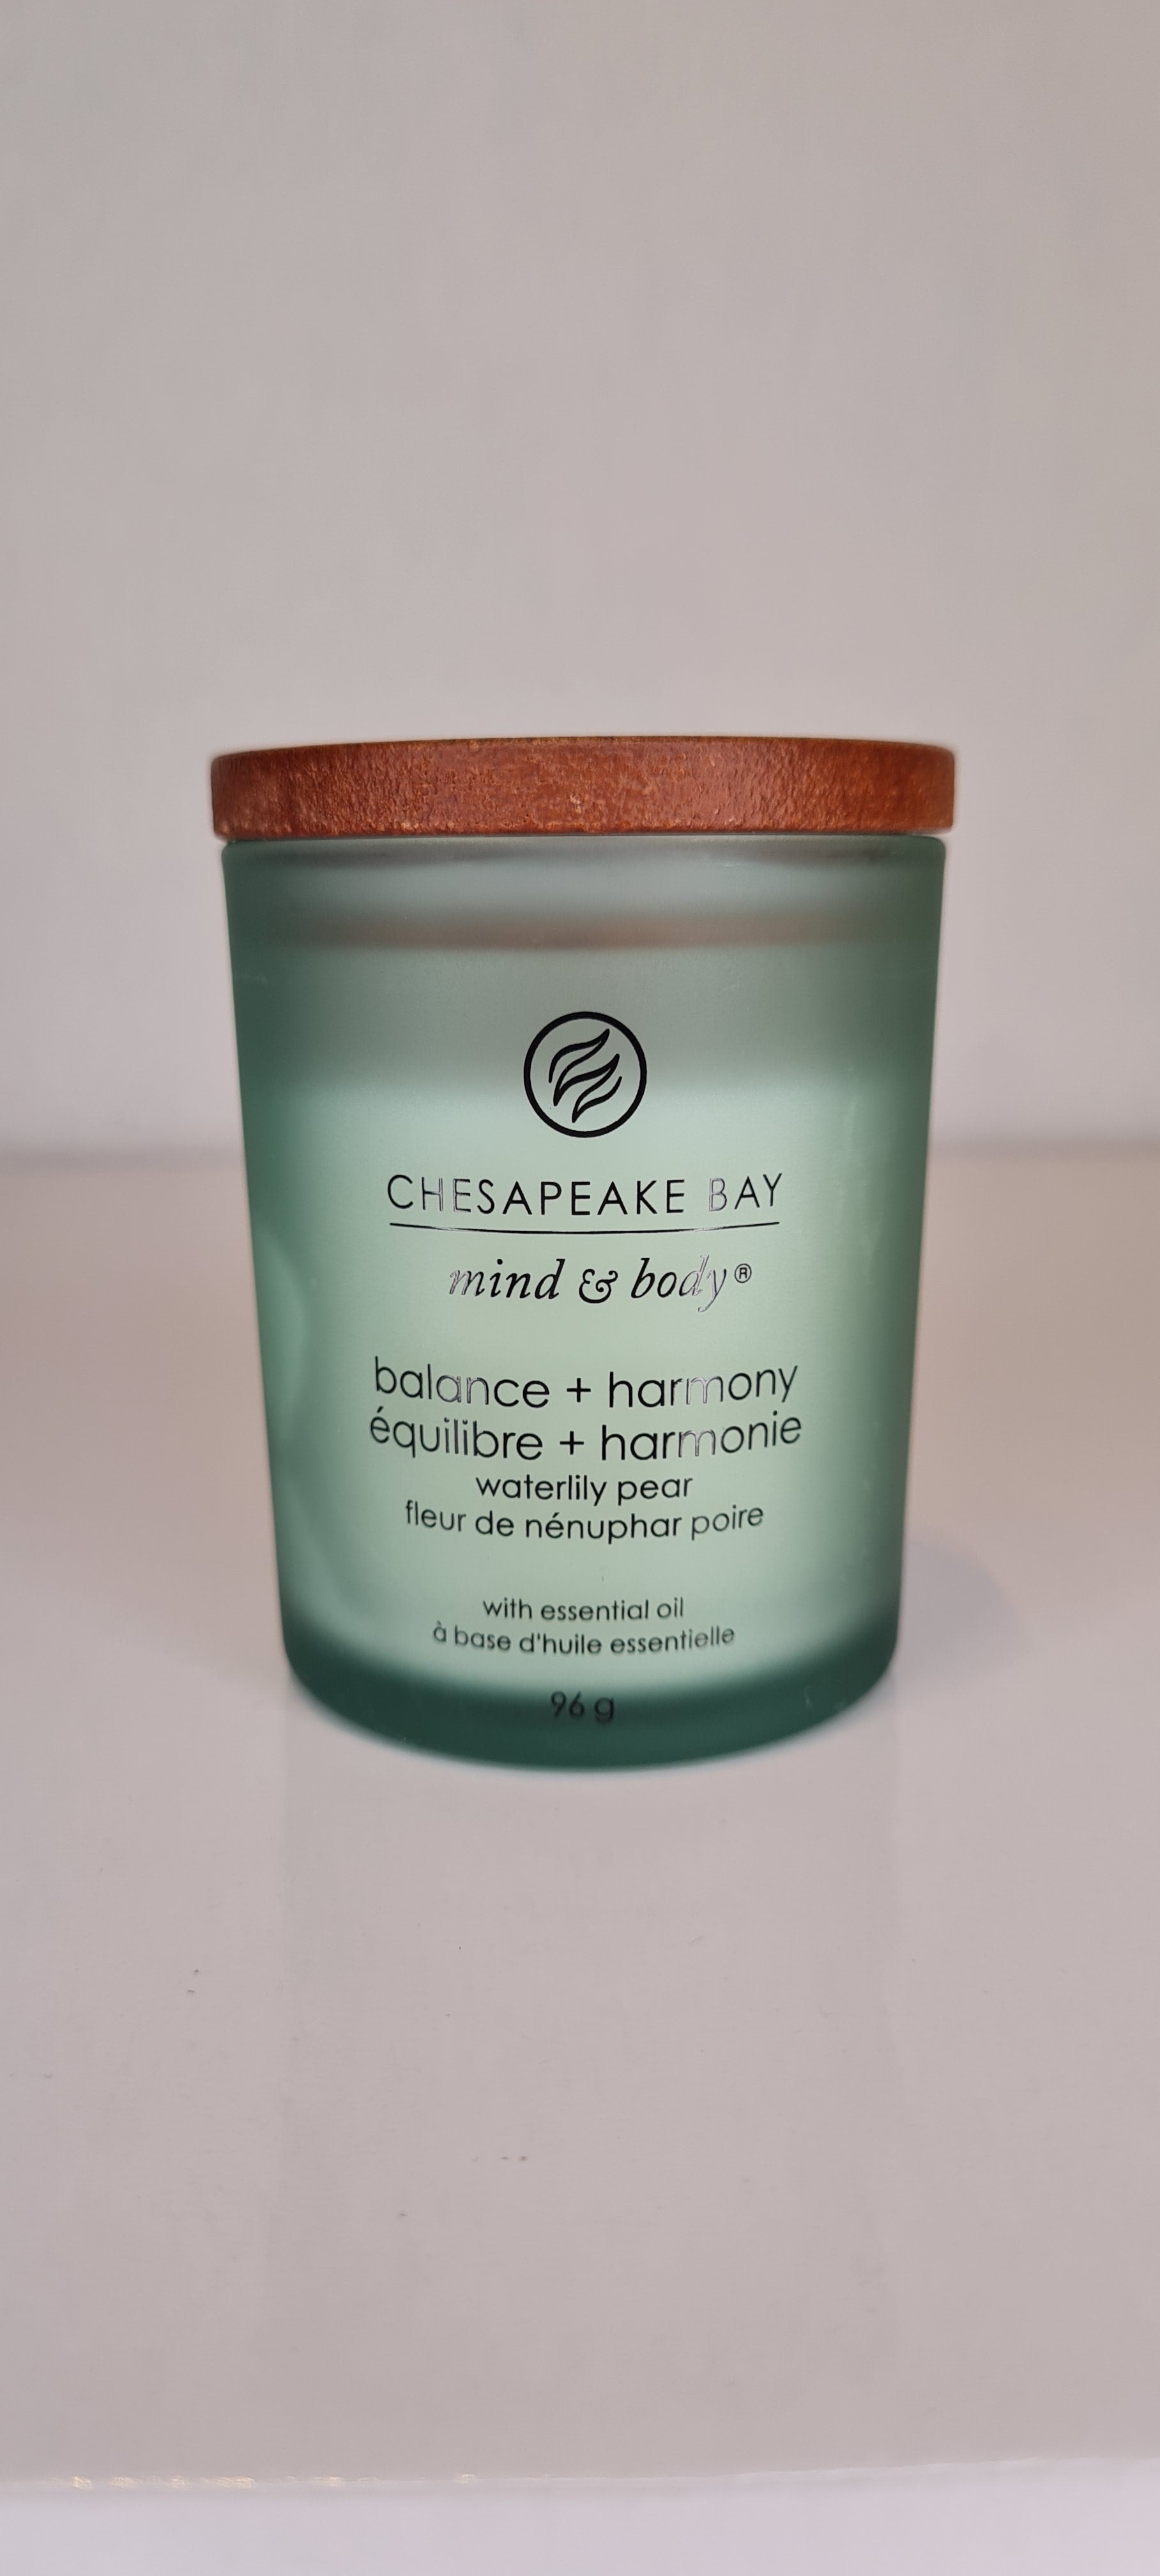 CHESAPEAKE BAY
mind & body®
balance + harmony
équilibre + harmonie
waterlily pear
fleur de nénuphar poire
with essential oil
à base d'huile essentielle
96 g